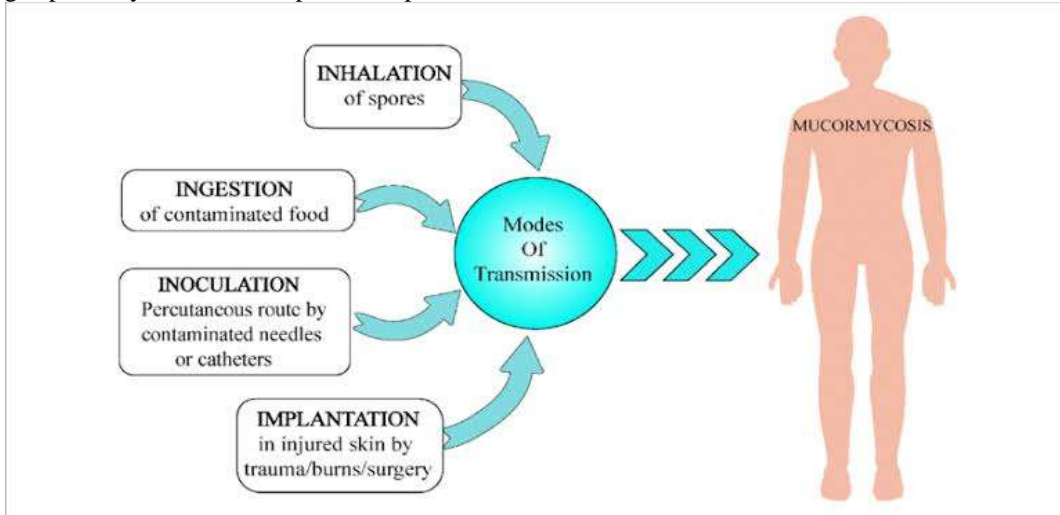 INHALATION
of spores
INGESTION
of contaminated food
INOCULATION
Percutaneous route by
contaminated needles
or catheters
IMPLANTATION
in injured skin by
trauma/burns/surgery
Modes
Of
Transmission
MUCORMYCOSIS